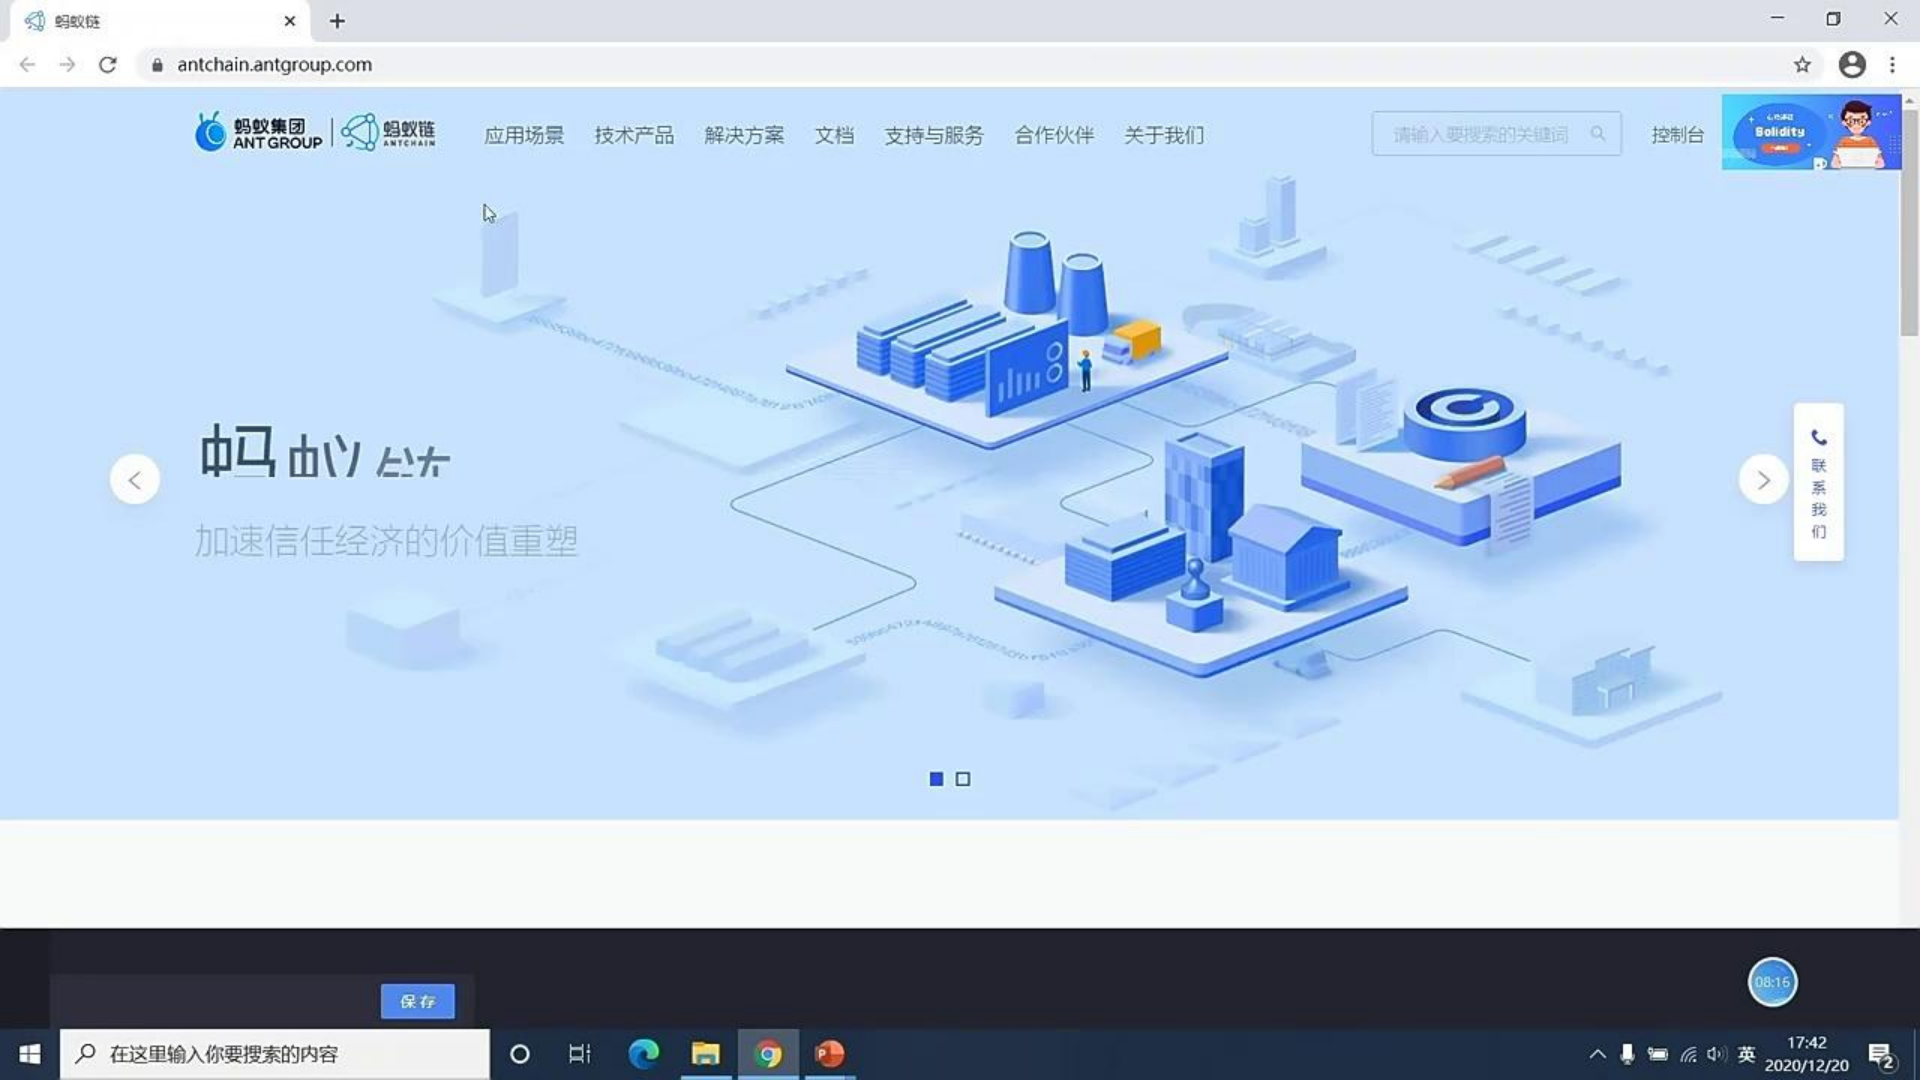 蚂蚁链
antchain.antgroup.com
蚂蚁集团
ANT GROUP
蚂蚁链
ANTCHAIN
应用场景
技术产品
解决方案
文档
支持与服务
合作伙伴
关于我们
请输入要搜索的关键词
控制台
Solidity
加速信任经济的价值重塑
联系我们
保存
08:16
在这里输入你要搜索的内容
英
17:42
2020/12/20
2